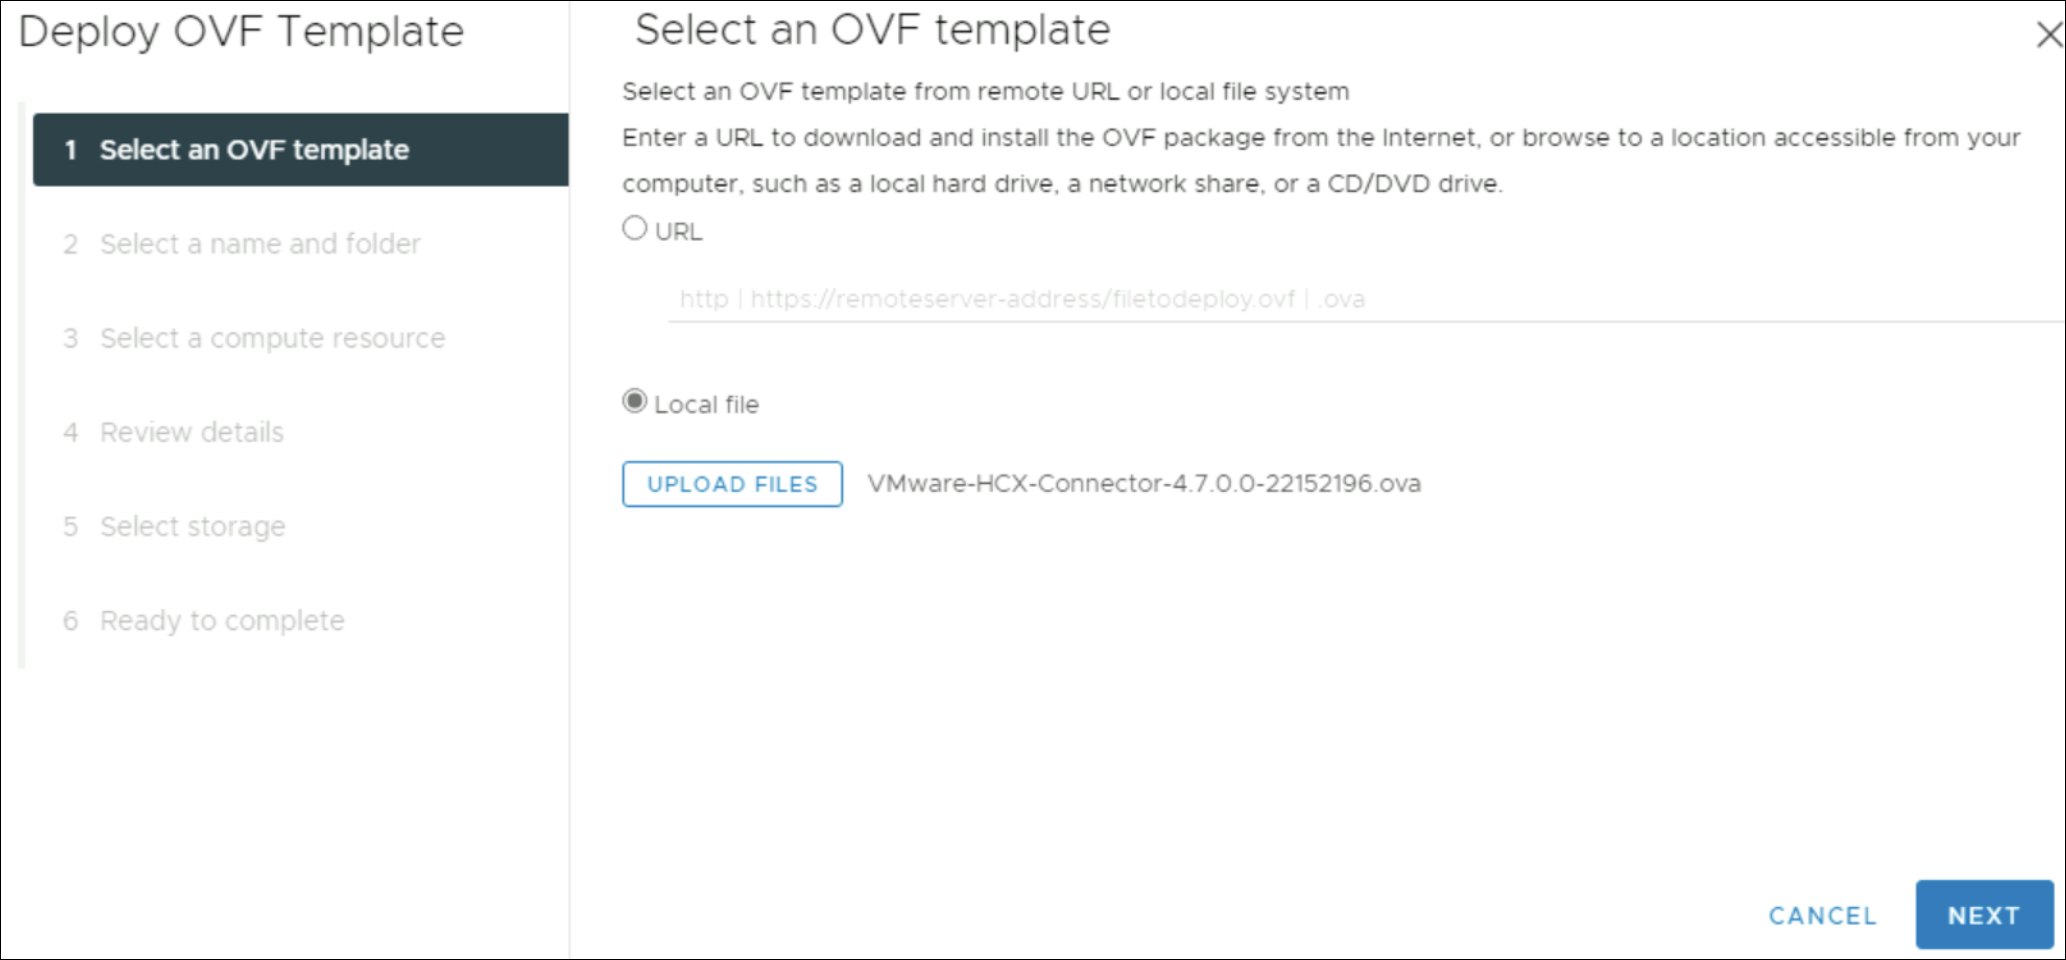 Deploy OVF Template
1 Select an OVF template
2 Select a name and folder
3 Select a compute resource
4 Review details
5 Select storage
6 Ready to complete
Select an OVF template
Select an OVF template from remote URL or local file system
Enter a URL to download and install the OVF package from the Internet, or browse to a location accessible from your
computer, such as a local hard drive, a network share, or a CD/DVD drive.
URL
http | https://remoteserver-address/filetodeploy.ovf | .ova
Local file
UPLOAD FILES VMware-HCX-Connector-4.7.0.0-22152196.ova
CANCEL NEXT